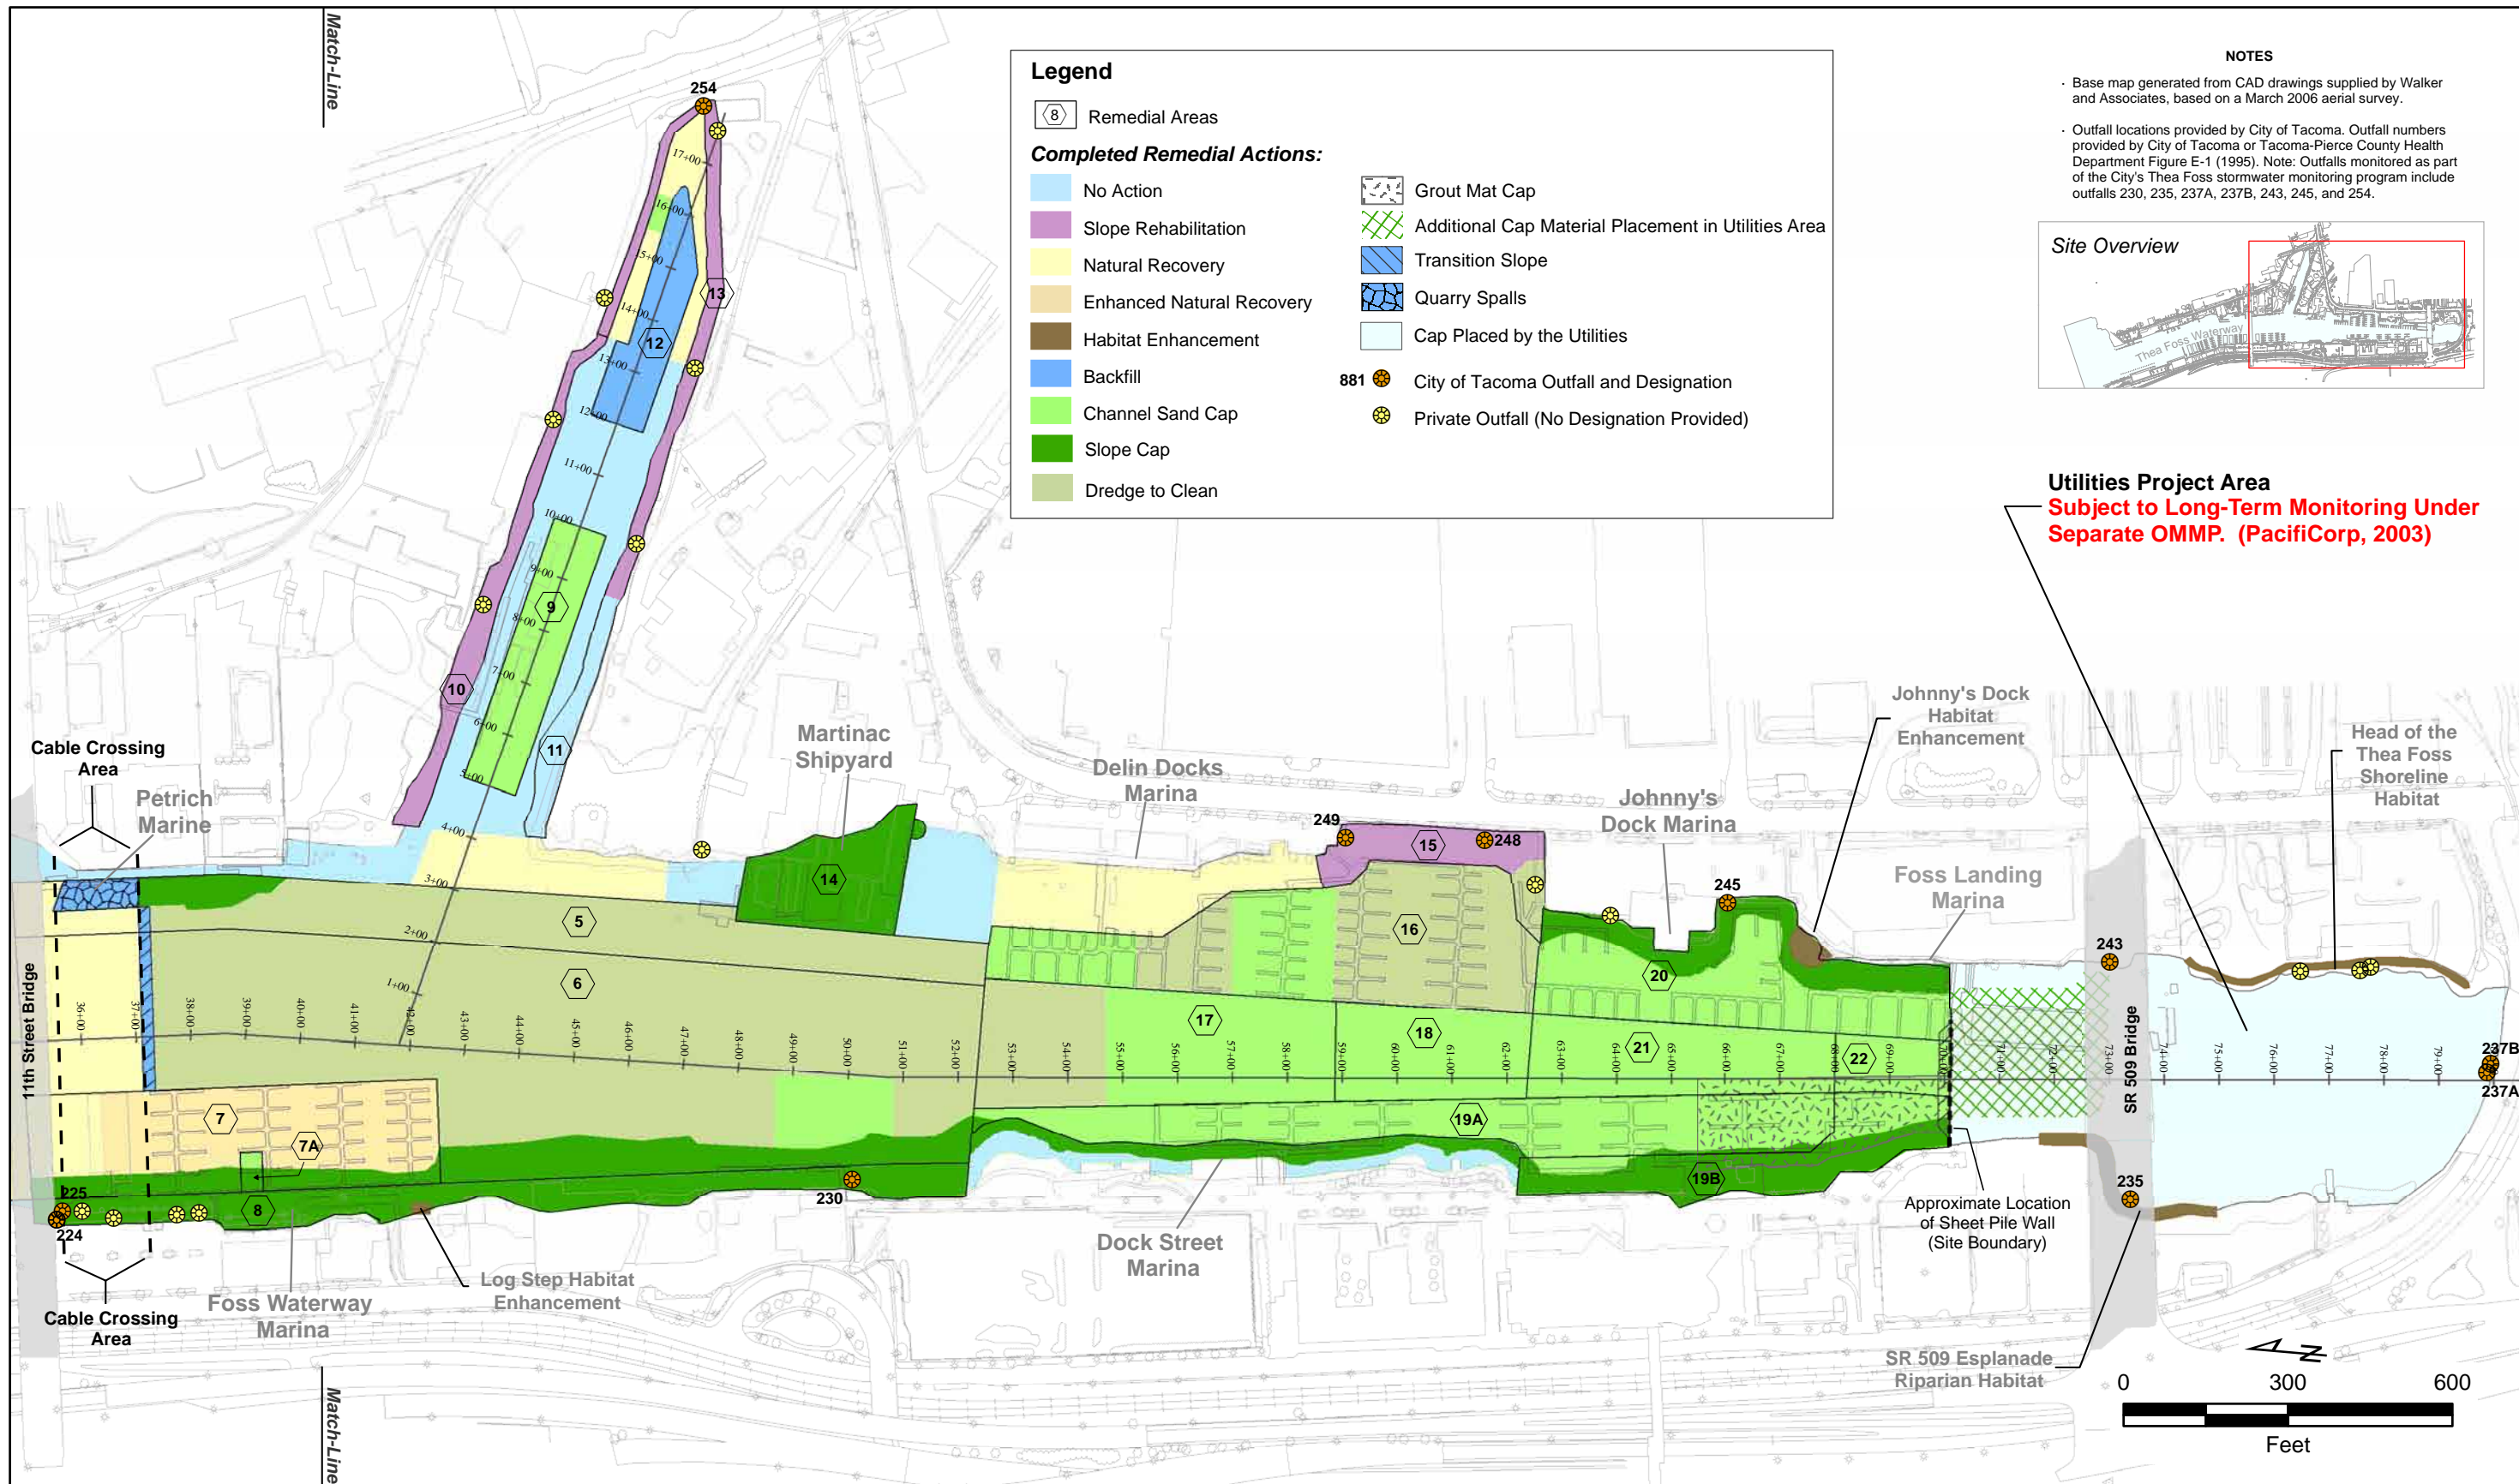 Match-Line
Legend
8 Remedial Areas
Completed Remedial Actions:
No Action
Slope Rehabilitation
Natural Recovery
Enhanced Natural Recovery
Habitat Enhancement
Backfill
Channel Sand Cap
Slope Cap
Dredge to Clean
Grout Mat Cap
Additional Cap Material Placement in Utilities Area
Transition Slope
Quarry Spalls
Cap Placed by the Utilities
881 City of Tacoma Outfall and Designation
Private Outfall (No Designation Provided)
NOTES
· Base map generated from CAD drawings supplied by Walker
and Associates, based on a March 2006 aerial survey.
· Outfall locations provided by City of Tacoma. Outfall numbers
provided by City of Tacoma or Tacoma-Pierce County Health
Department Figure E-1 (1995). Note: Outfalls monitored as part
of the City's Thea Foss stormwater monitoring program include
outfalls 230, 235, 237A, 237B, 243, 245, and 254.
Site Overview
Thea Foss Waterway
Utilities Project Area
Subject to Long-Term Monitoring Under
Separate OMMP. (PacifiCorp, 2003)
254
17+00
16+00
5+00
14+00
13+00
12+00
11+00
10+00
9+00
8+00
7+00
6+00
5+00
4+00
3+00
2+00
1+00
13
12
9
10
11
Cable Crossing
Area
Petrich
Marine
Martinac
Shipyard
Delin Docks
Marina
Johnny's
Dock Marina
Johnny's Dock
Habitat
Enhancement
Foss Landing
Marina
Head of the
Thea Foss
Shoreline
Habitat
249
248
245
243
14
15
16
5
6
17
18
20
21
22
11th Street Bridge
SR 509 Bridge
36+00
37+00
38+00
39+00
40+00
41+00
42+00
43+00
44+00
45+00
46+00
47+00
48+00
49+00
50+00
51+00
52+00
53+00
54+00
55+00
56+00
57+00
58+00
59+00
60+00
61+00
62+00
63+00
64+00
65+00
66+00
67+00
68+00
69+00
70+00
71+00
72+00
73+00
74+00
75+00
76+00
77+00
78+00
79+00
237B
237A
7
7A
8
19A
19B
225
224
230
235
Cable Crossing
Area
Foss Waterway
Marina
Log Step Habitat
Enhancement
Dock Street
Marina
Approximate Location
of Sheet Pile Wall
(Site Boundary)
SR 509 Esplanade
Riparian Habitat
N
0 300 600
Feet
Match-Line